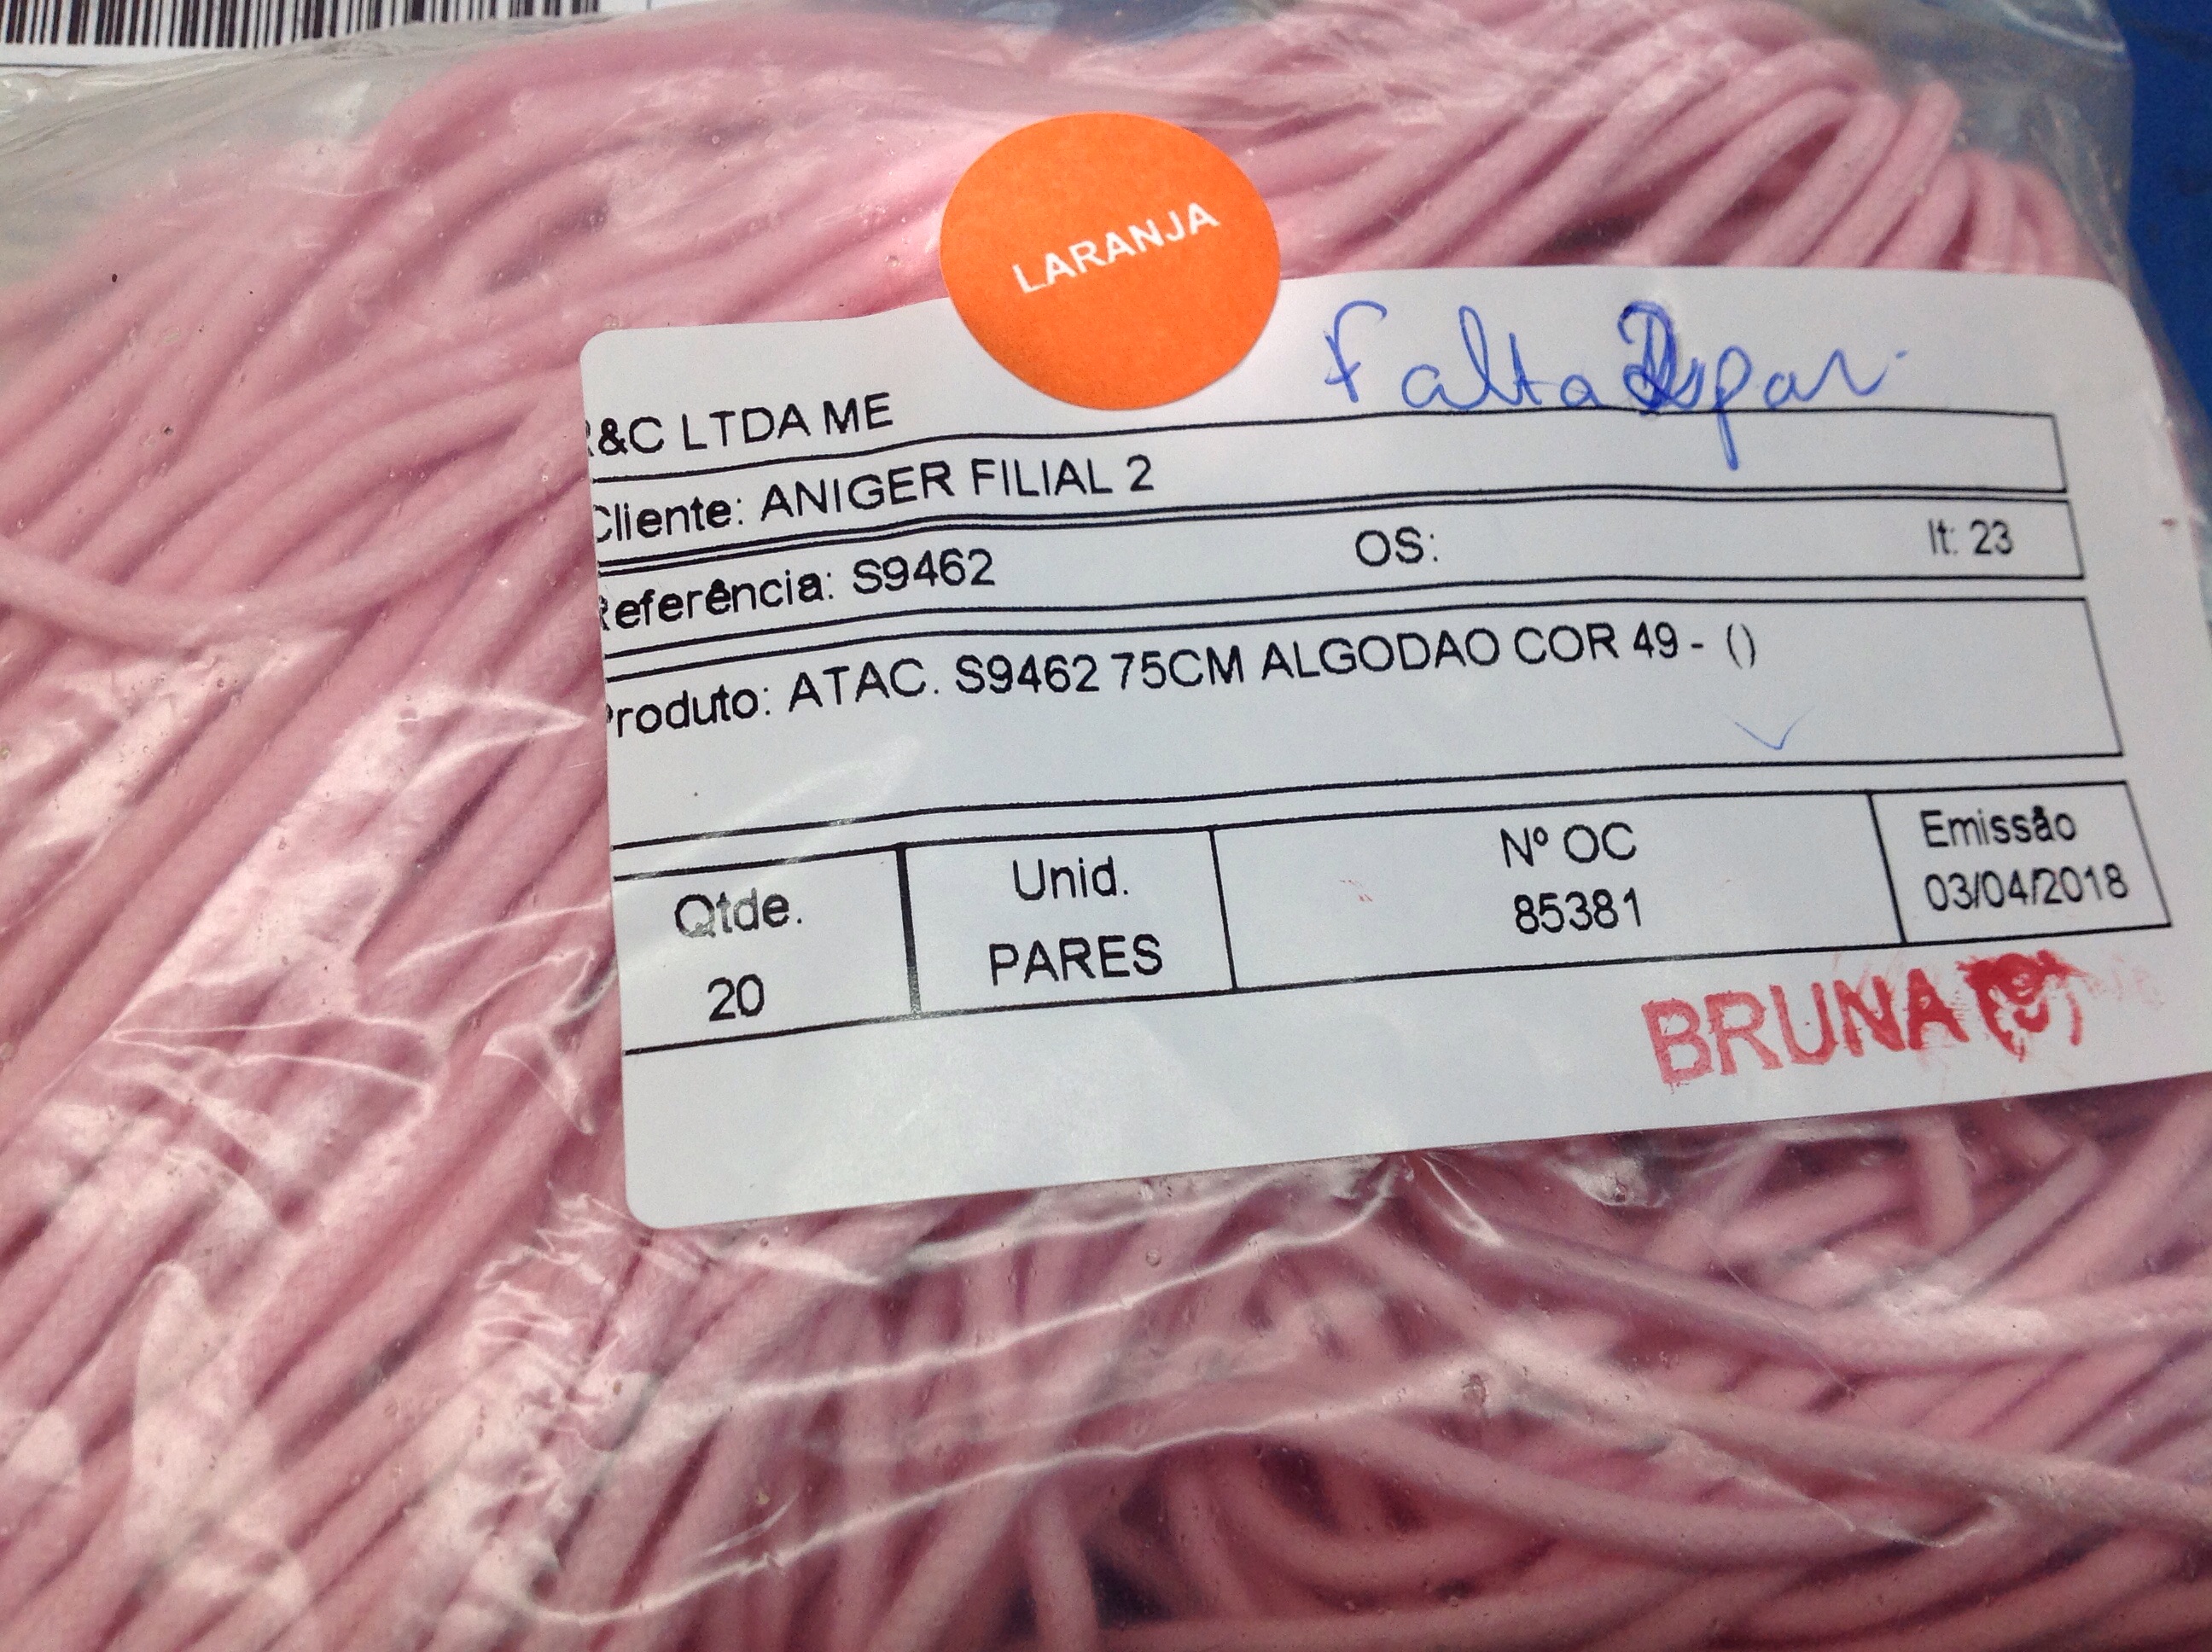 LARANJA
Falta par
&C LTDA ME
Cliente: ANIGER FILIAL 2
Referência: S9462 OS: It: 23
Produto: ATAC. S9462 75CM ALGODAO COR 49 - ()
Qtde. Unid. Nº OC Emissão
20 PARES 85381 03/04/2018
BRUNA